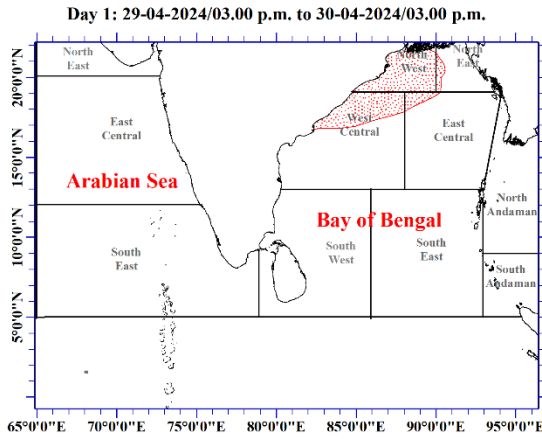 Day 1: 29-04-2024/03.00 p.m. to 30-04-2024/03.00 p.m.
North
East
North
West
North
East
20°0'0"N
East
Central
West
Central
East
Central
15°0'0"N
Arabian Sea
North
Andaman
Bay of Bengal
10°0'0"N
South
East
South
West
South
East
South
Andaman
5°0'0"N
65°0'0"E 70°0'0"E 75°0'0"E 80°0'0"E 85°0'0"E 90°0'0"E 95°0'0"E